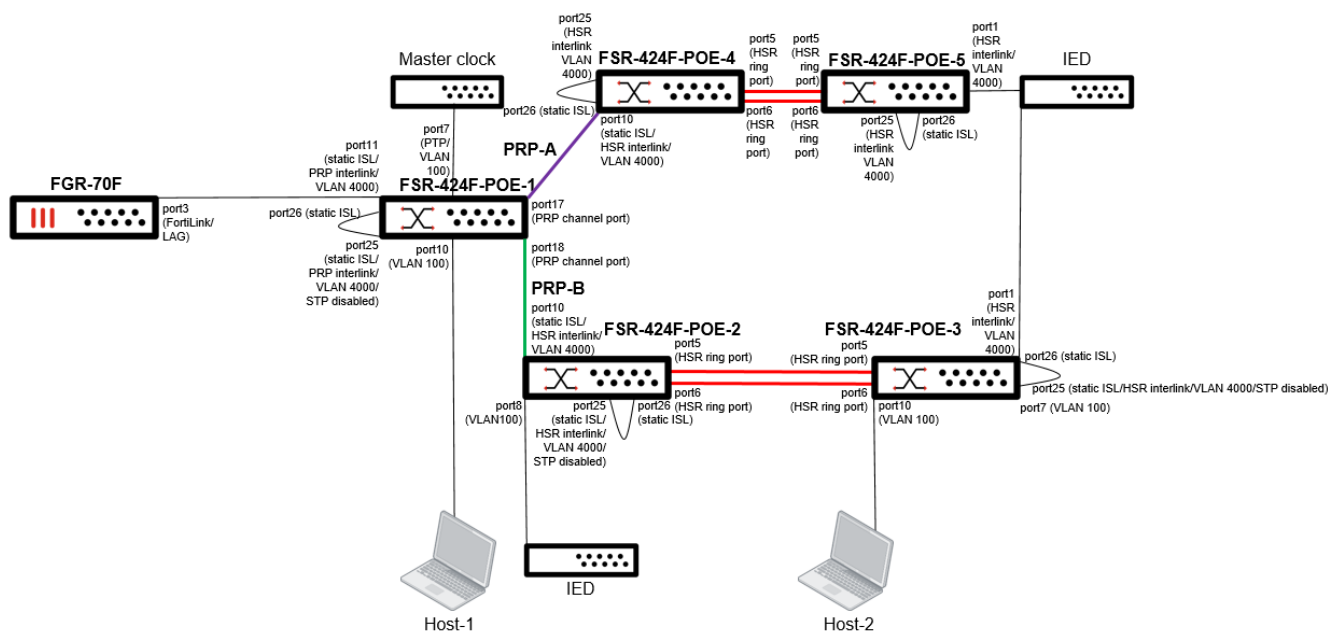 port25
(HSR
interlink
VLAN
4000)
FSR-424F-POE-4
port5
(HSR
ring
port)
port5
(HSR
ring
port)
FSR-424F-POE-5
port1
(HSR
interlink/
VLAN
4000)
IED
Master clock
port26 (static ISL)
port10
(static ISL/
HSR interlink/
VLAN 4000)
port6
(HSR
ring
port)
port6
(HSR
ring
port)
port25
(HSR
interlink
VLAN
4000)
port26
(static ISL)
port7
(PTP/
VLAN
100)
PRP-A
port11
(static ISL/
PRP interlink/
VLAN 4000)
FGR-70F
FSR-424F-POE-1
port3
(FortiLink/
LAG)
port26 (static ISL)
port17
(PRP channel port)
port25
(static ISL/
PRP interlink/
VLAN 4000/
STP disabled)
port10
(VLAN 100)
port18
(PRP channel port)
PRP-B
port10
(static ISL/
HSR interlink/
VLAN 4000)
FSR-424F-POE-2
FSR-424F-POE-3
port1
(HSR
interlink/
VLAN
4000)
port5
(HSR ring port)
port5
(HSR ring port)
port26 (static ISL)
port25 (static ISL/HSR interlink/VLAN 4000/STP disabled)
port6
(HSR ring port)
port6
(HSR ring port)
port8
(VLAN100)
port25
(static ISL/
HSR interlink/
VLAN 4000/
STP disabled)
port26
(static ISL)
port10
(VLAN 100)
port7 (VLAN 100)
IED
Host-1
Host-2